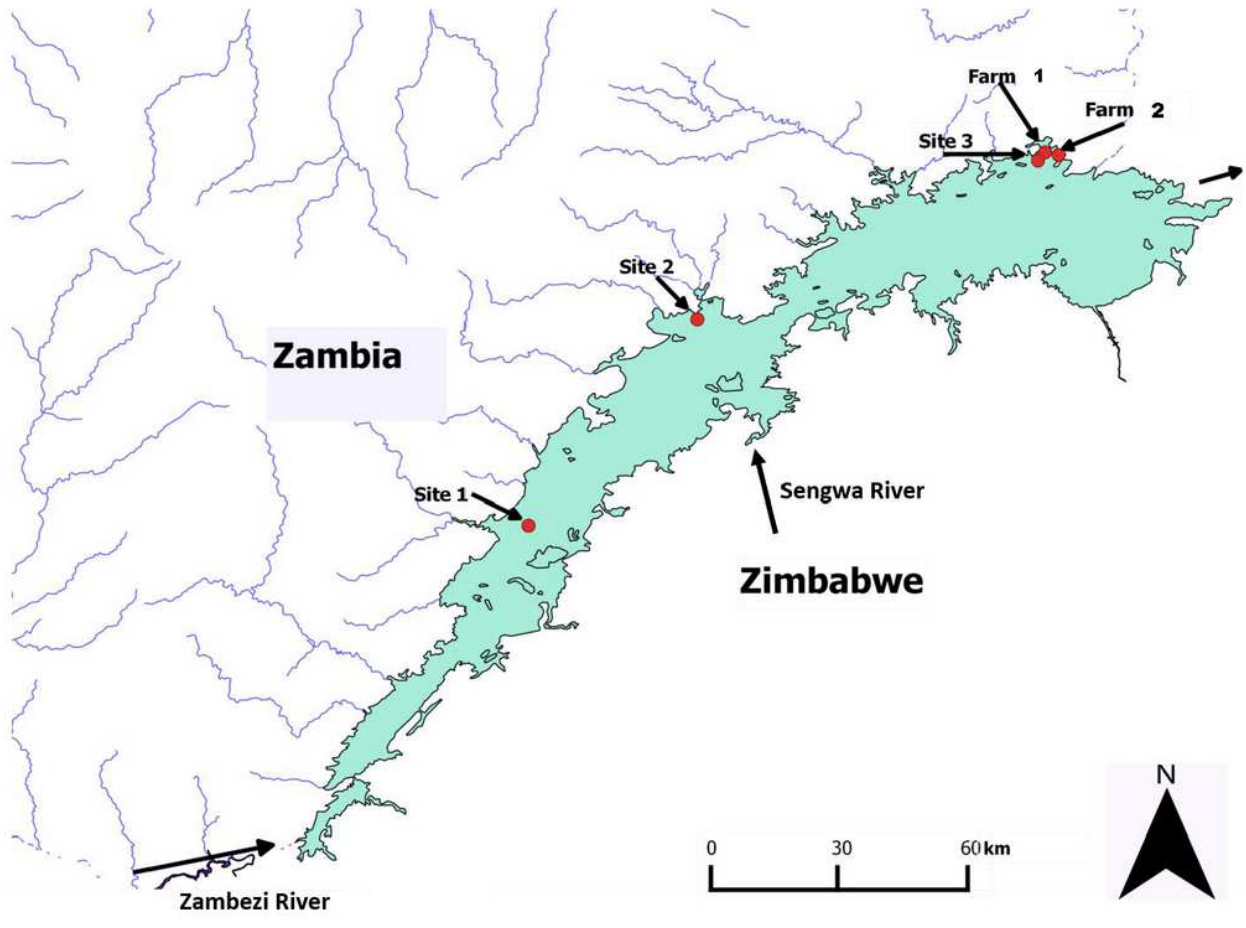 Farm 1
Farm 2
Site 3
Site 2
Zambia
Site 1
Sengwa River
Zimbabwe
N
0 30 60 km
Zambezi River